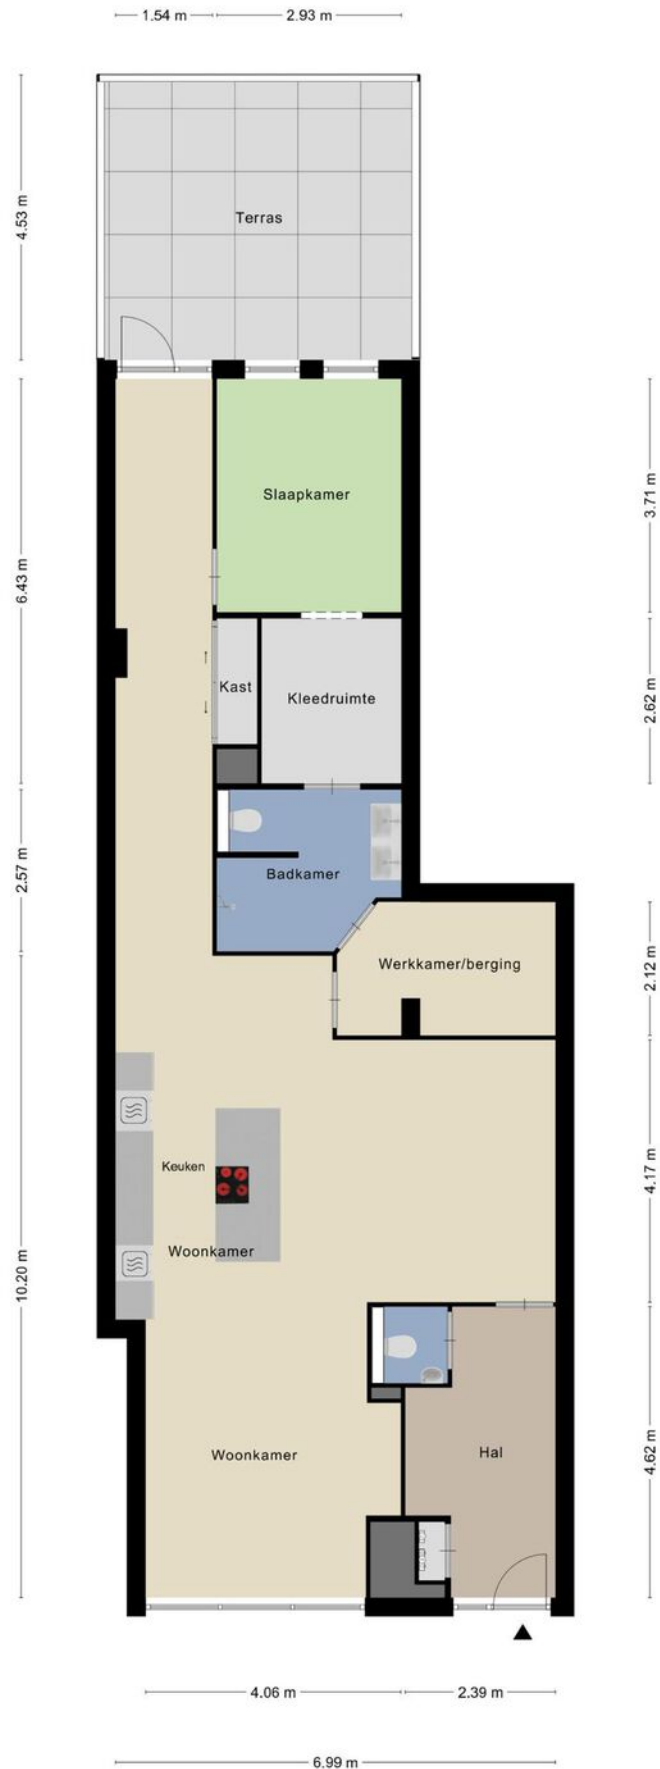 1.54 m
2.93 m
4.53 m
Terras
6.43 m
3.71 m
Slaapkamer
Kast
Kleedruimte
2.62 m
2.57 m
Badkamer
Werkkamer/berging
2.12 m
Keuken
4.17 m
Woonkamer
10.20 m
Woonkamer
Hal
4.62 m
4.06 m
2.39 m
6.99 m